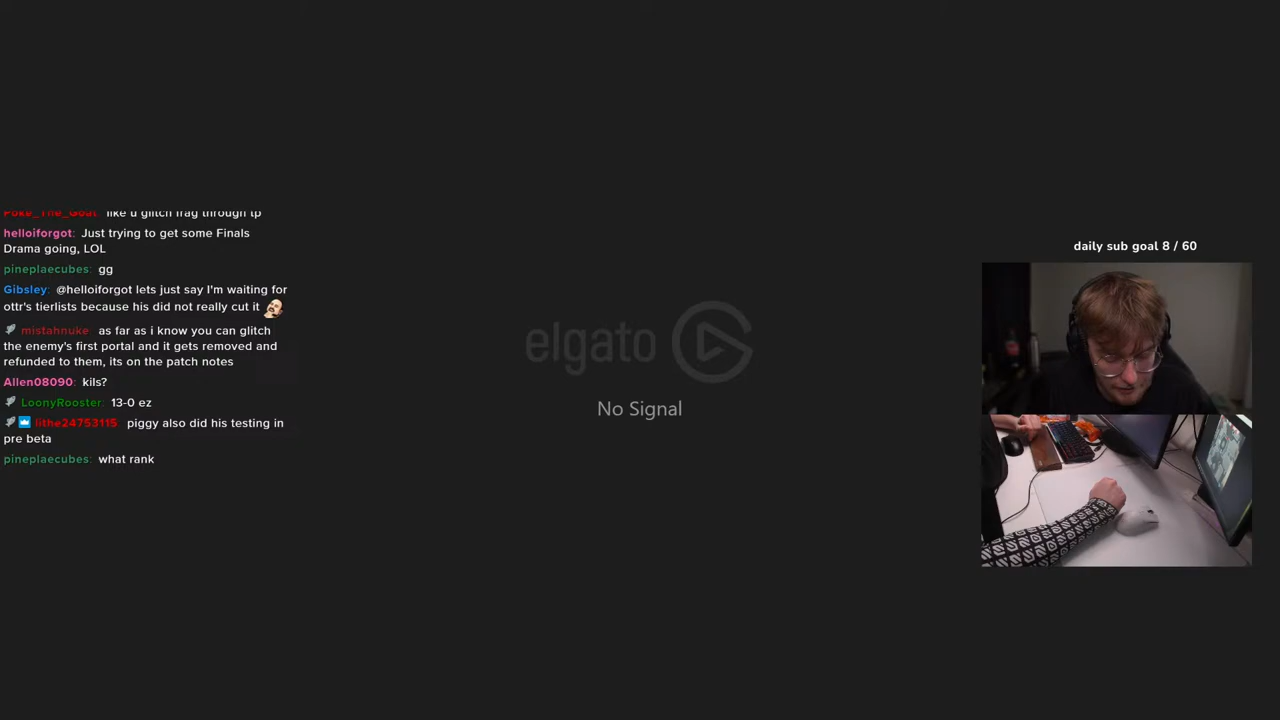 Poke_The_Goat: like u glitch frag through tp
helloiforgot: Just trying to get some Finals
Drama going, LOL
pineplaecubes: gg
Gibsley: @helloiforgot lets just say I'm waiting for
ottr's tierlists because his did not really cut it
mistahnuke: as far as i know you can glitch
the enemy's first portal and it gets removed and
refunded to them, its on the patch notes
Allen08090: kils?
LoonyRooster: 13-0 ez
lithe24753115: piggy also did his testing in
pre beta
pineplaecubes: what rank
elgato
No Signal
daily sub goal 8 / 60